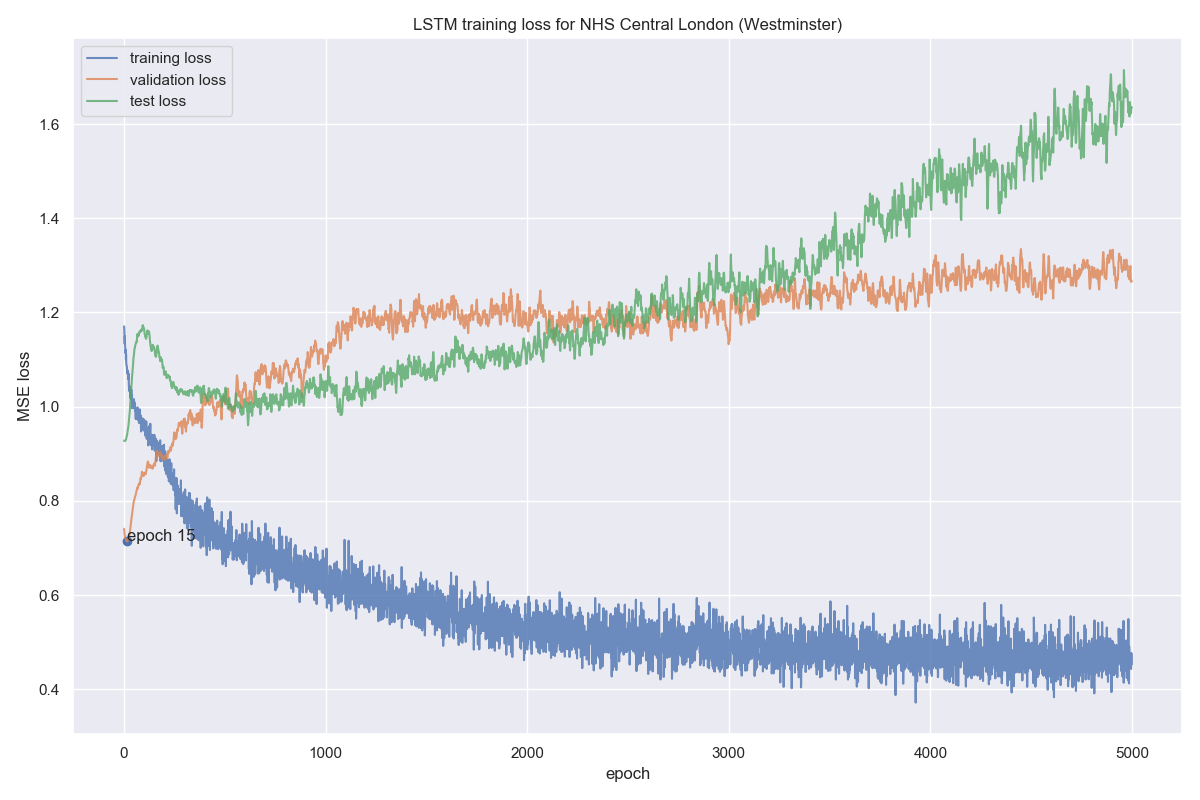 LSTM training loss for NHS Central London (Westminster)
training loss
validation loss
test loss
1.6
1.4
1.2
1.0
0.8
0.6
0.4
MSE loss
epoch 15
0 1000 2000 3000 4000 5000
epoch